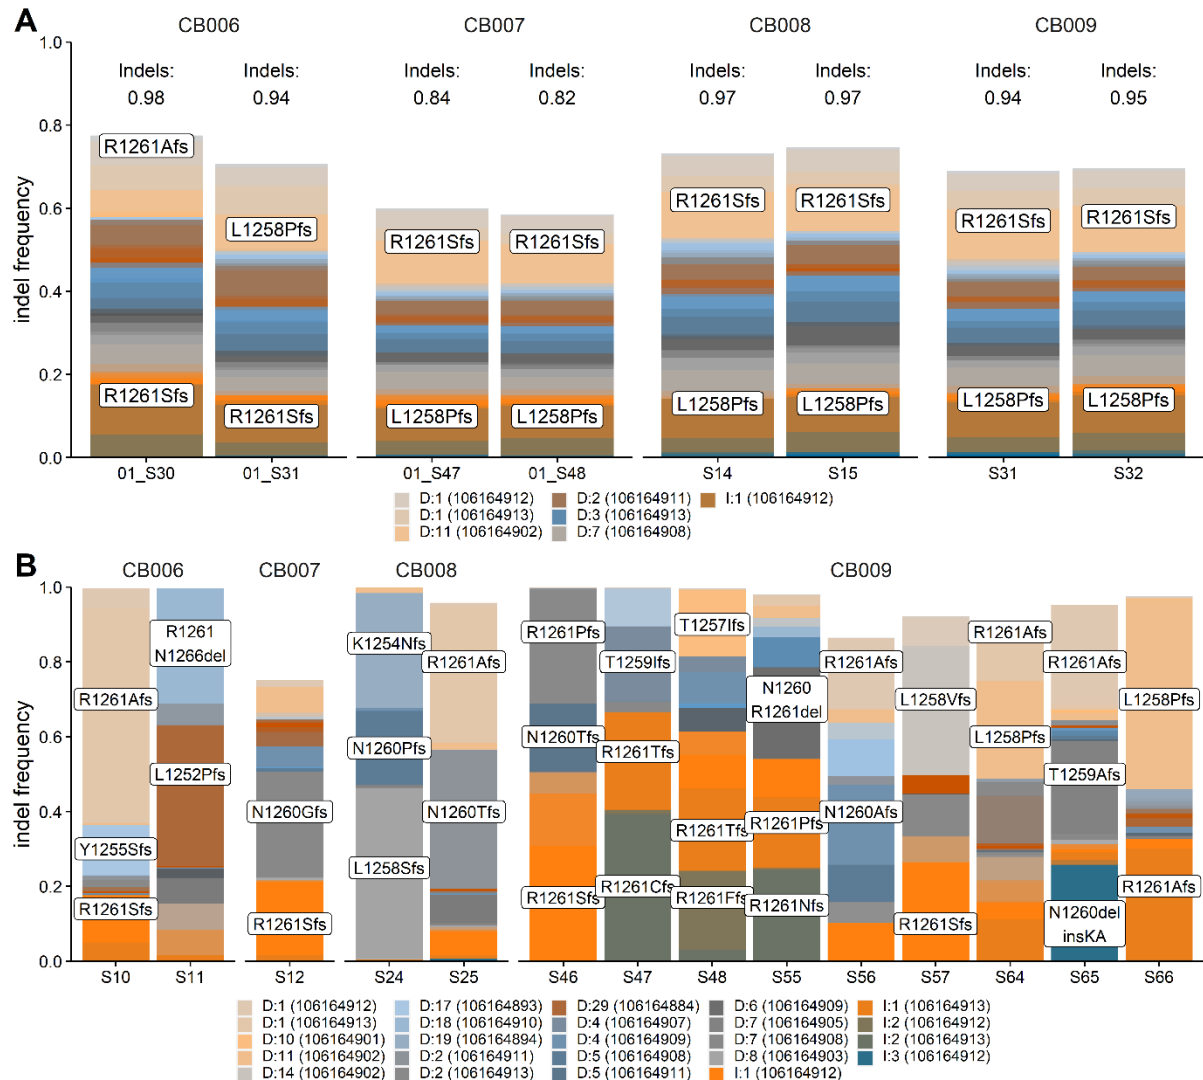 A
CB006
CB007
CB008
CB009
1.0
0.8
0.6
0.4
0.2
0.0
indel frequency
Indels:
0.98
Indels:
0.94
Indels:
0.84
Indels:
0.82
Indels:
0.97
Indels:
0.97
Indels:
0.94
Indels:
0.95
R1261Afs
R1261Sfs
L1258Pfs
R1261Sfs
R1261Sfs
L1258Pfs
R1261Sfs
L1258Pfs
R1261Sfs
L1258Pfs
R1261Sfs
L1258Pfs
R1261Sfs
L1258Pfs
R1261Sfs
L1258Pfs
01_S30
01_S31
01_S47
01_S48
S14
S15
S31
S32
D:1 (106164912)
D:1 (106164913)
D:11 (106164902)
D:2 (106164911)
D:3 (106164913)
D:7 (106164908)
I:1 (106164912)
B
CB006
CB007
CB008
CB009
1.0
0.8
0.6
0.4
0.2
0.0
indel frequency
R1261Afs
Y1255Sfs
R1261Sfs
R1261
N1266del
L1252Pfs
N1260Gfs
R1261Sfs
K1254Nfs
N1260Pfs
L1258Sfs
R1261Afs
N1260Tfs
R1261Pfs
N1260Tfs
R1261Sfs
T1259Ifs
R1261Tfs
R1261Cfs
T1257Ifs
R1261Tfs
R1261Ffs
N1260
R1261del
R1261Pfs
R1261Nfs
R1261Afs
N1260Afs
L1258Vfs
R1261Sfs
R1261Afs
L1258Pfs
R1261Afs
T1259Afs
N1260del
insKA
L1258Pfs
R1261Afs
S10
S11
S12
S24
S25
S46
S47
S48
S55
S56
S57
S64
S65
S66
D:1 (106164912)
D:1 (106164913)
D:10 (106164901)
D:11 (106164902)
D:14 (106164902)
D:17 (106164893)
D:18 (106164910)
D:19 (106164894)
D:2 (106164911)
D:2 (106164913)
D:29 (106164884)
D:4 (106164907)
D:4 (106164909)
D:5 (106164908)
D:5 (106164911)
D:6 (106164909)
D:7 (106164905)
D:7 (106164908)
D:8 (106164903)
I:1 (106164912)
I:1 (106164913)
I:2 (106164912)
I:2 (106164913)
I:3 (106164912)